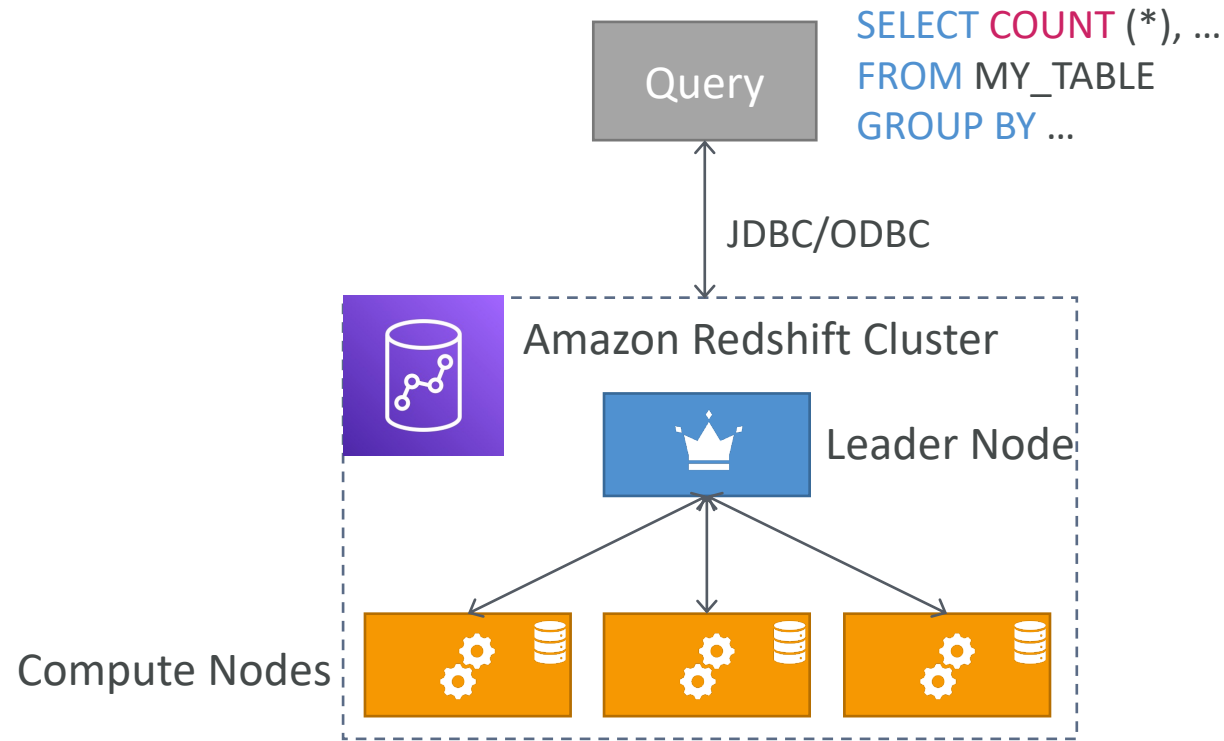 Query
SELECT COUNT (*), …
FROM MY_TABLE
GROUP BY …
JDBC/ODBC
Amazon Redshift Cluster
Leader Node
Compute Nodes